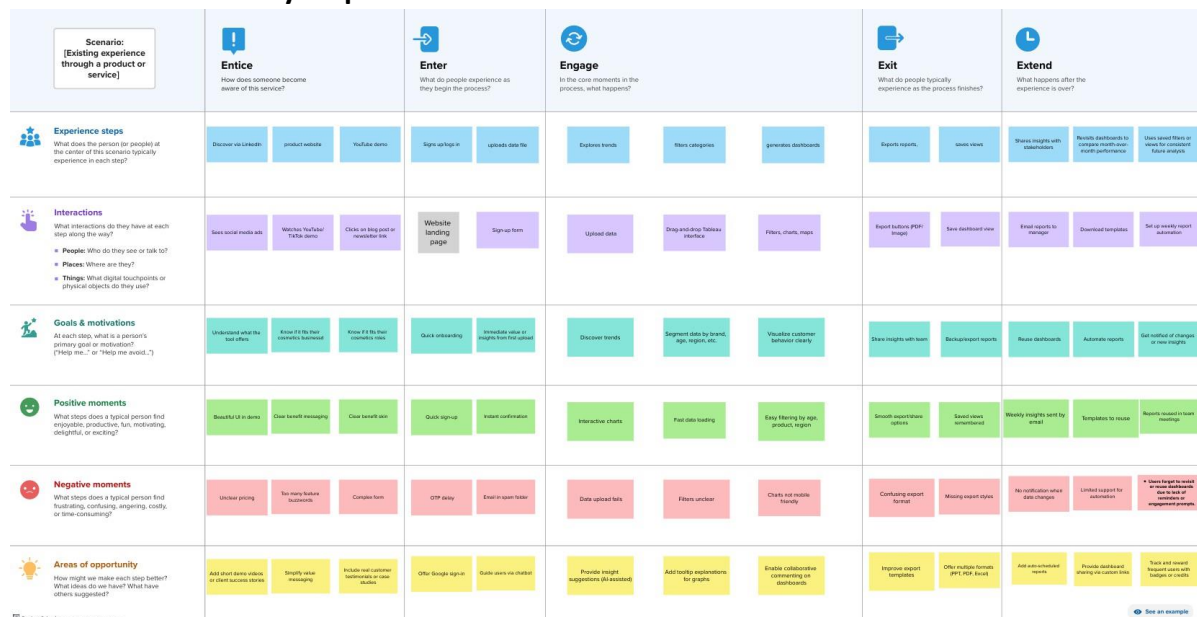 Scenario:
[Existing experience
through a product or
service]
Entice
How does someone become
aware of this service?
Enter
What do people experience as
they begin the process?
Engage
In the core moments in the
process, what happens?
Exit
What do people typically
experience as the process finishes?
Extend
What happens after the
experience is over?
Experience steps
What does the person (or people) at
the center of this scenario typically
experience in each step?
Discover via LinkedIn
product website
YouTube demo
Signs up/logs in
uploads data file
Explores trends
filters categories
generates dashboards
Exports reports,
saves views
Shares insights with
stakeholders
Revisits dashboards to
compare month-over-
month performance
Uses saved filters or
views for consistent
future analysis
Interactions
What interactions do they have at each
step along the way?
People: Who do they see or talk to?
Places: Where are they?
Things: What digital touchpoints or
physical objects do they use?
Sees social media ads
Watches YouTube/
TikTok demo
Clicks on blog post or
newsletter link
Website
landing
page
Sign-up form
Upload data
Drag-and-drop Tableau
interface
Filters, charts, maps
Export buttons (PDF/
Image)
Save dashboard view
Email reports to
manager
Download templates
Set up weekly report
automation
Goals & motivations
At each step, what is a person's
primary goal or motivation?
("Help me..." or "Help me avoid...")
Understand what the
tool offers
Know if it fits their
cosmetics business
Know if it fits their
cosmetics roles
Quick onboarding
Immediate value or
insights from first upload
Discover trends
Segment data by brand,
age, region, etc.
Visualize customer
behavior clearly
Share insights with team
Backup/export reports
Reuse dashboards
Automate reports
Get notified of changes
or new insights
Positive moments
What steps does a typical person find
enjoyable, productive, fun, motivating,
delightful, or exciting?
Beautiful UI in demo
Clear benefit messaging
Clear benefit skin
Quick sign-up
Instant confirmation
Interactive charts
Fast data loading
Easy filtering by age,
product, region
Smooth export/share
options
Saved views
remembered
Weekly insights sent by
email
Templates to reuse
Reports reused in team
meetings
Negative moments
What steps does a typical person find
frustrating, confusing, angering, costly,
or time-consuming?
Unclear pricing
Too many feature
buzzwords
Complex form
OTP delay
Email in spam folder
Data upload fails
Filters unclear
Charts not mobile
friendly
Confusing export
format
Missing export styles
No notification when
data changes
Limited support for
automation
Users forget to revisit
or reuse dashboards
due to lack of
reminders or
engagement prompts
Areas of opportunity
How might we make each step better?
What ideas do we have? What have
others suggested?
Add short demo videos
or client success stories
Simplify value
messaging
Include real customer
testimonials or case
studies
Offer Google sign-in
Guide users via chatbot
Provide insight
suggestions (AI-assisted)
Add tooltip explanations
for graphs
Enable collaborative
commenting on
dashboards
Improve export
templates
Offer multiple formats
(PPT, PDF, Excel)
Add auto-scheduled
reports
Provide dashboard
sharing via custom links
Track and reward
frequent users with
badges or credits
See an example